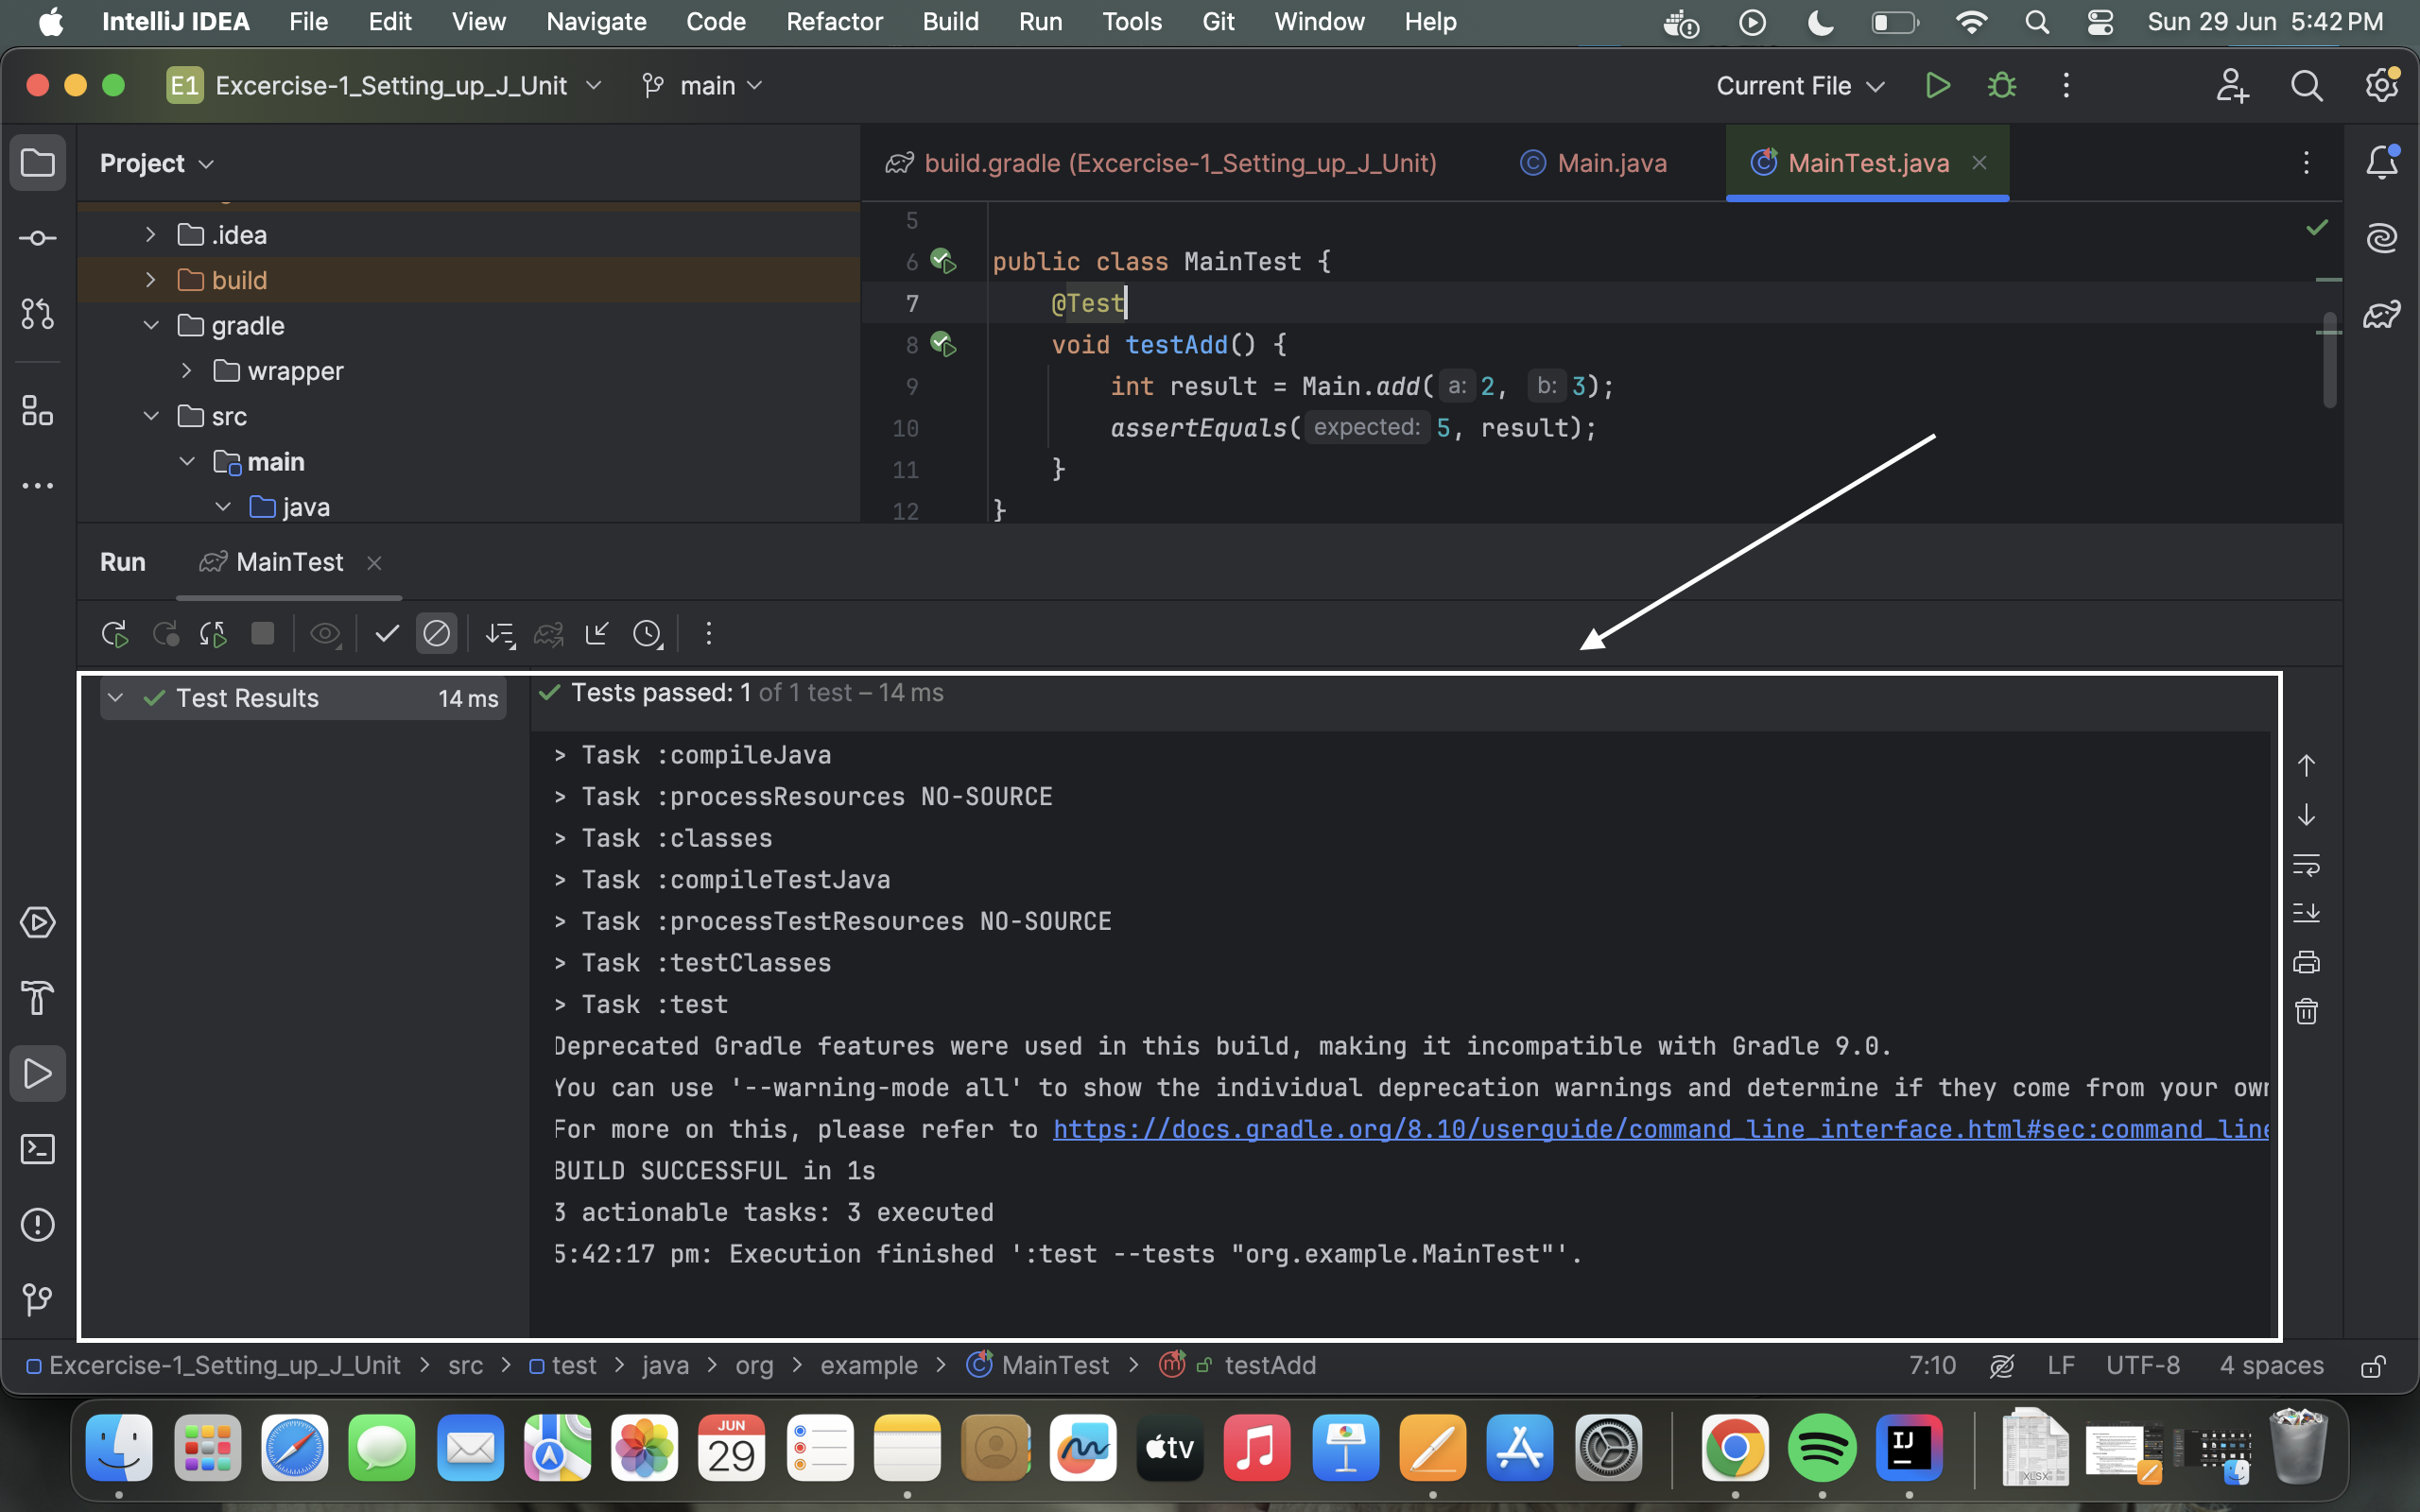 IntelliJ IDEA File Edit View Navigate Code Refactor Build Run Tools Git Window Help Sun 29 Jun 5:42 PM
E1 Excercise-1_Setting_up_J_Unit main Current File
Project
build.gradle (Excercise-1_Setting_up_J_Unit) Main.java MainTest.java
.idea
build
gradle
wrapper
src
main
java
5
6 public class MainTest {
7 @Test
8 void testAdd() {
9 int result = Main.add( a: 2, b: 3);
10 assertEquals( expected: 5, result);
11 }
12 }
Run MainTest
Test Results 14 ms
Tests passed: 1 of 1 test – 14 ms
> Task :compileJava
> Task :processResources NO-SOURCE
> Task :classes
> Task :compileTestJava
> Task :processTestResources NO-SOURCE
> Task :testClasses
> Task :test
Deprecated Gradle features were used in this build, making it incompatible with Gradle 9.0.
You can use '--warning-mode all' to show the individual deprecation warnings and determine if they come from your own
For more on this, please refer to https://docs.gradle.org/8.10/userguide/command_line_interface.html#sec:command_line
BUILD SUCCESSFUL in 1s
3 actionable tasks: 3 executed
5:42:17 pm: Execution finished ':test --tests "org.example.MainTest"'.
Excercise-1_Setting_up_J_Unit > src > test > java > org > example > MainTest > testAdd 7:10 LF UTF-8 4 spaces
JUN
29
tv
IJ
XLSX